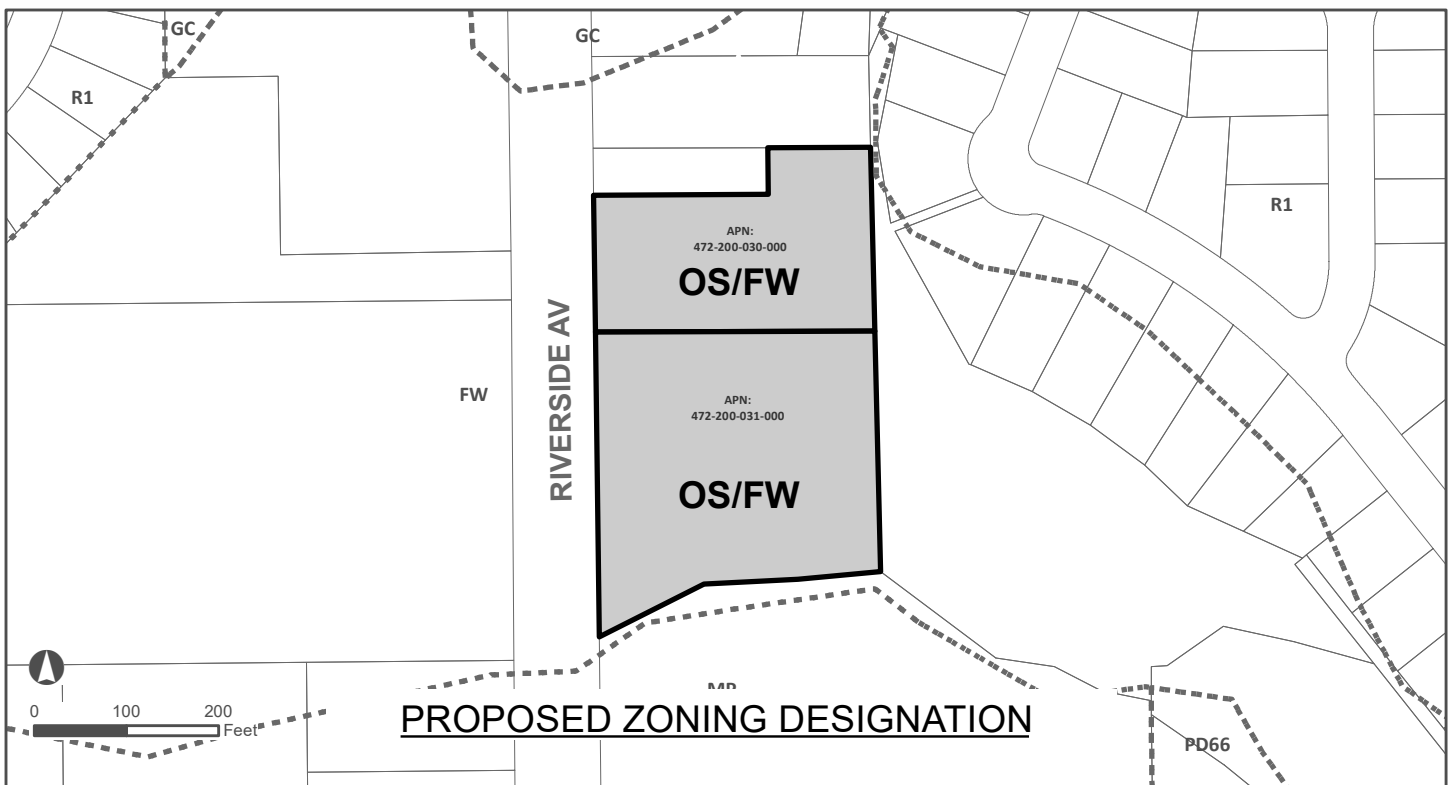 GC
GC
R1
R1
APN:
472-200-030-000
OS/FW
RIVERSIDE AV
FW
APN:
472-200-031-000
OS/FW
0 100 200
Feet
PROPOSED ZONING DESIGNATION
PD66